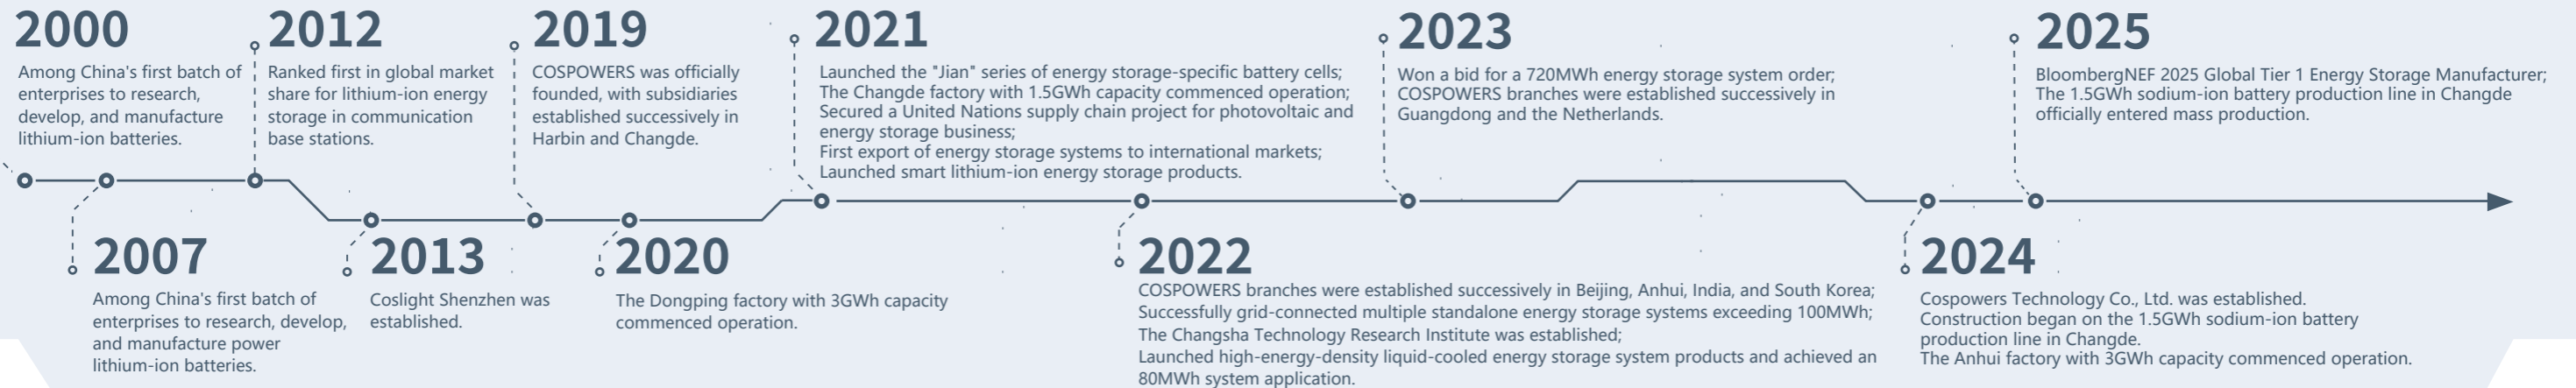 2000
Among China's first batch of
enterprises to research,
develop, and manufacture
lithium-ion batteries.
2007
Among China's first batch of
enterprises to research, develop,
and manufacture power
lithium-ion batteries.
2012
Ranked first in global market
share for lithium-ion energy
storage in communication
base stations.
2013
Coslight Shenzhen was
established.
2019
COSPOWERS was officially
founded, with subsidiaries
established successively in
Harbin and Changde.
2020
The Dongping factory with 3GWh capacity
commenced operation.
2021
Launched the "Jian" series of energy storage-specific battery cells;
The Changde factory with 1.5GWh capacity commenced operation;
Secured a United Nations supply chain project for photovoltaic and
energy storage business;
First export of energy storage systems to international markets;
Launched smart lithium-ion energy storage products.
2022
COSPOWERS branches were established successively in Beijing, Anhui, India, and South Korea;
Successfully grid-connected multiple standalone energy storage systems exceeding 100MWh;
The Changsha Technology Research Institute was established;
Launched high-energy-density liquid-cooled energy storage system products and achieved an
80MWh system application.
2023
Won a bid for a 720MWh energy storage system order;
COSPOWERS branches were established successively in
Guangdong and the Netherlands.
2024
Cospowers Technology Co., Ltd. was established.
Construction began on the 1.5GWh sodium-ion battery
production line in Changde.
The Anhui factory with 3GWh capacity commenced operation.
2025
BloombergNEF 2025 Global Tier 1 Energy Storage Manufacturer;
The 1.5GWh sodium-ion battery production line in Changde
officially entered mass production.